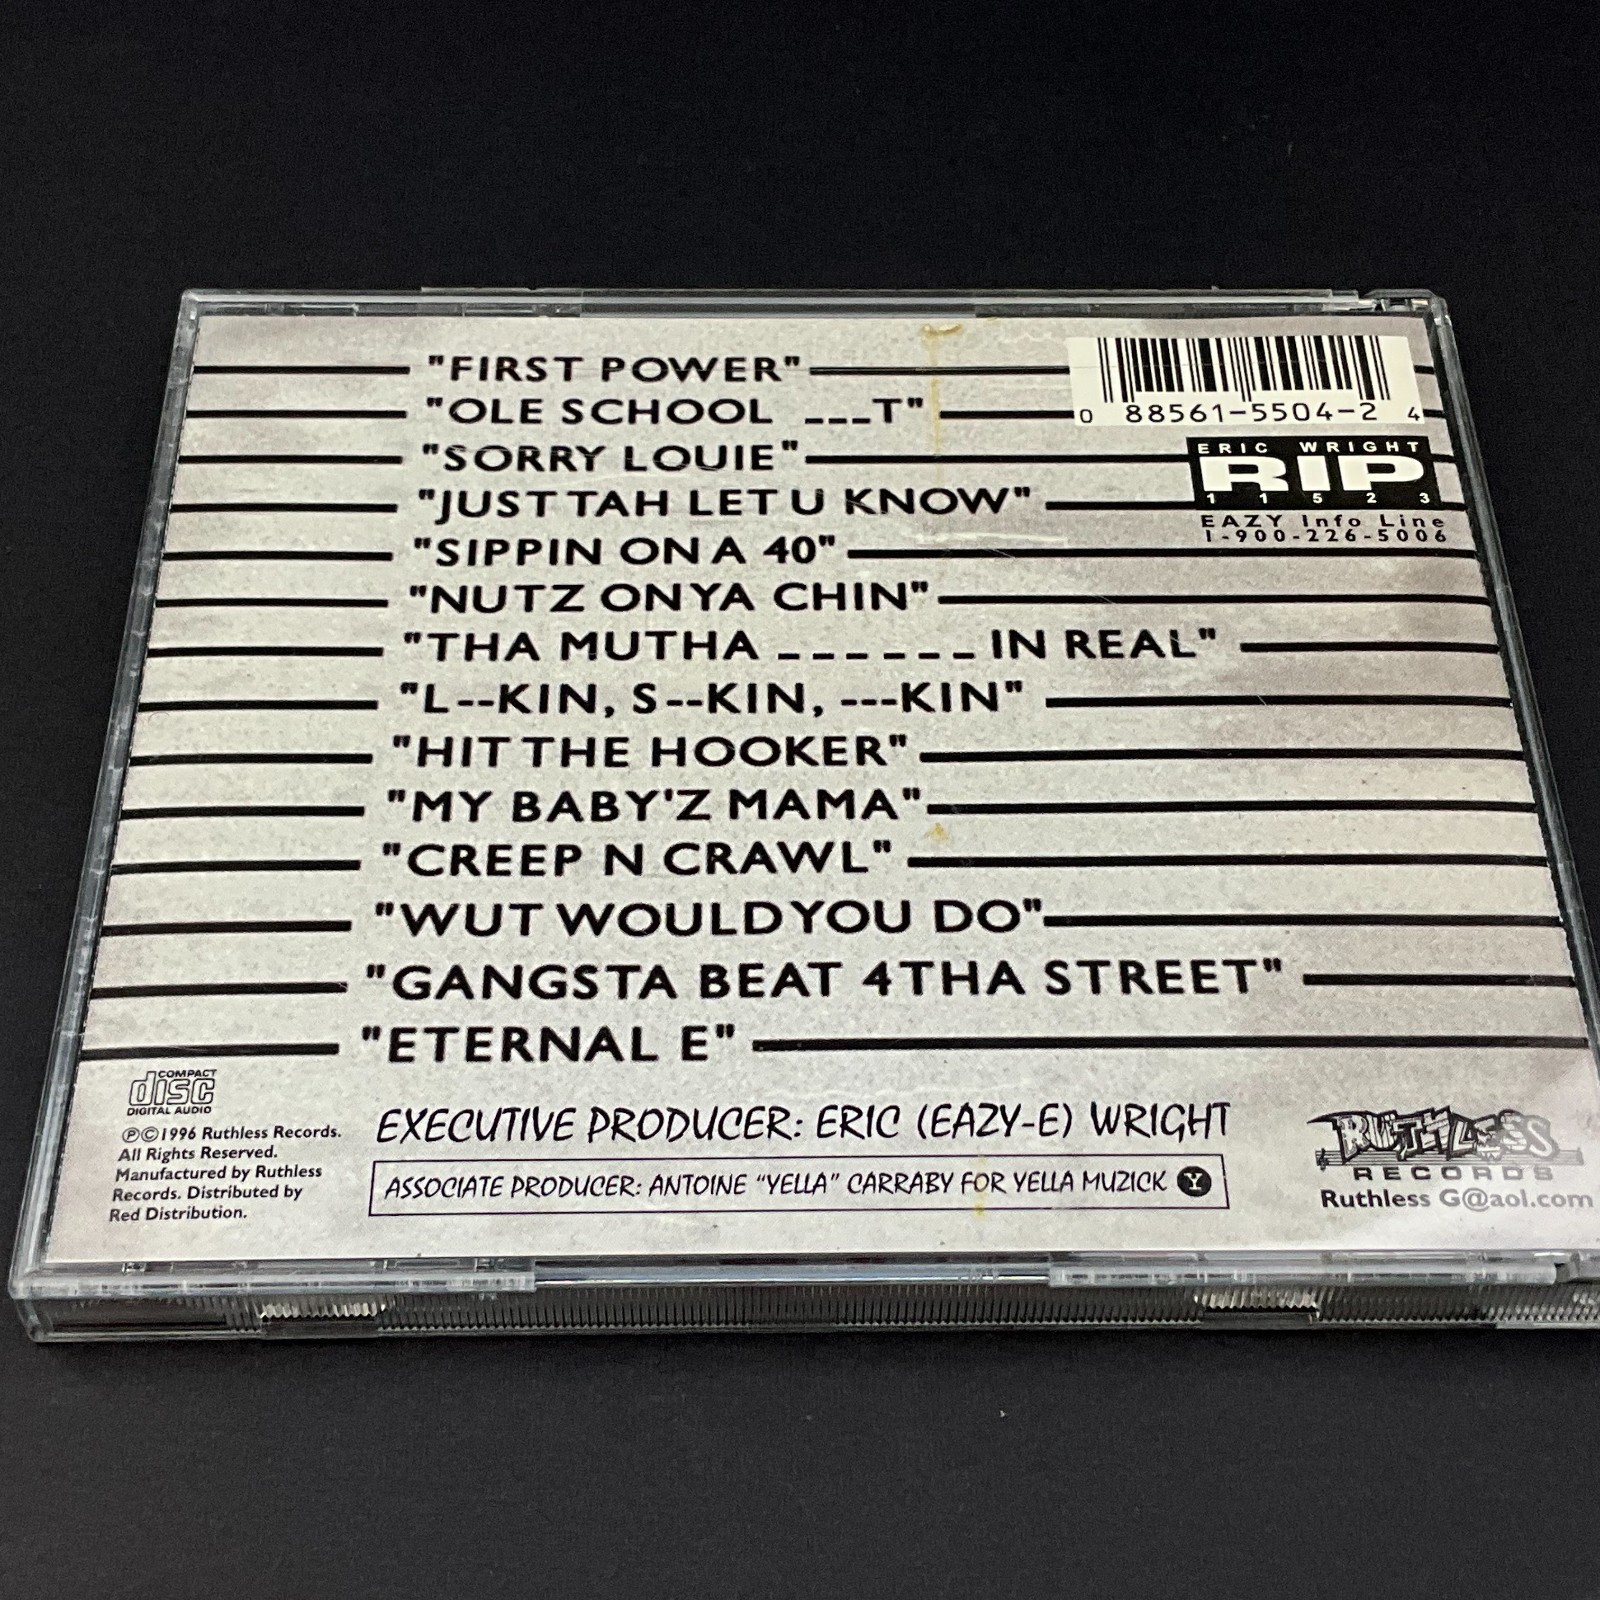 "FIRST POWER"
"OLE SCHOOL ___T"
"SORRY LOUIE"
"JUST TAH LET U KNOW"
"SIPPIN ON A 40"
"NUTZ ON YA CHIN"
"THA MUTHA ______ IN REAL"
"L--KIN, S--KIN, ---KIN"
"HIT THE HOOKER"
"MY BABY'Z MAMA"
"CREEP N CRAWL"
"WUT WOULD YOU DO"
"GANGSTA BEAT 4 THA STREET"
"ETERNAL E"
0 88561-5504-2 4
ERIC WRIGHT
RIP
1 1 5 2 3
EAZY Info Line
1-900-226-5006
COMPACT
disc
DIGITAL AUDIO
℗©1996 Ruthless Records.
All Rights Reserved.
Manufactured by Ruthless
Records. Distributed by
Red Distribution.
EXECUTIVE PRODUCER: ERIC (EAZY-E) WRIGHT
ASSOCIATE PRODUCER: ANTOINE "YELLA" CARRABY FOR YELLA MUZICK Y
RUTHLESS
RECORDS
Ruthless G@aol.com